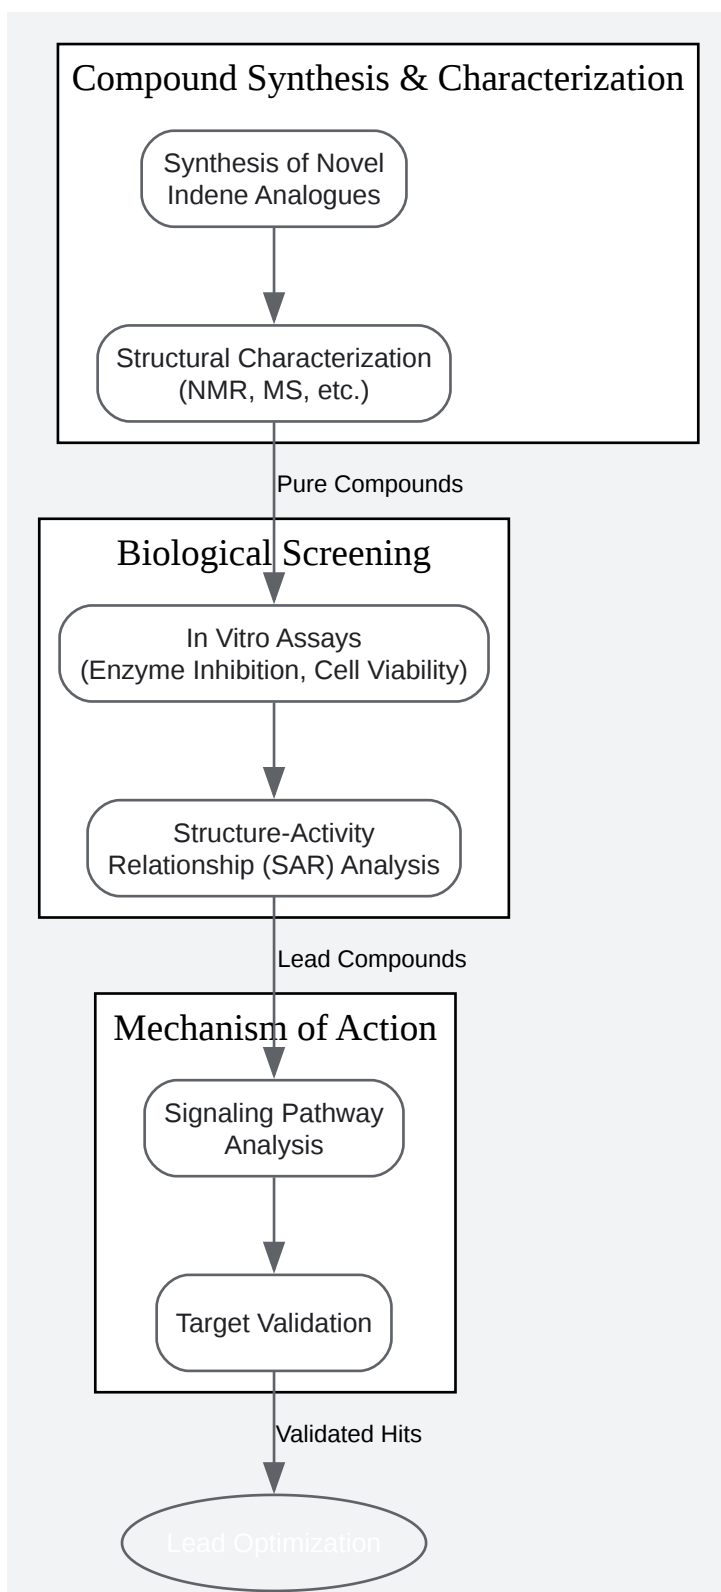 Compound Synthesis & Characterization
Synthesis of Novel
Indene Analogues
Structural Characterization
(NMR, MS, etc.)
Pure Compounds
Biological Screening
In Vitro Assays
(Enzyme Inhibition, Cell Viability)
Structure-Activity
Relationship (SAR) Analysis
Lead Compounds
Mechanism of Action
Signaling Pathway
Analysis
Target Validation
Validated Hits
Lead Optimization